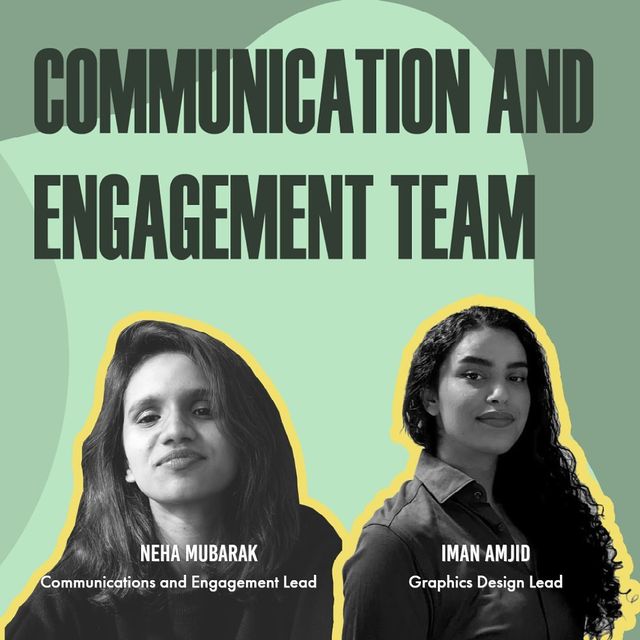 COMMUNICATION AND
ENGAGEMENT TEAM
NEHA MUBARAK
Communications and Engagement Lead
IMAN AMJID
Graphics Design Lead